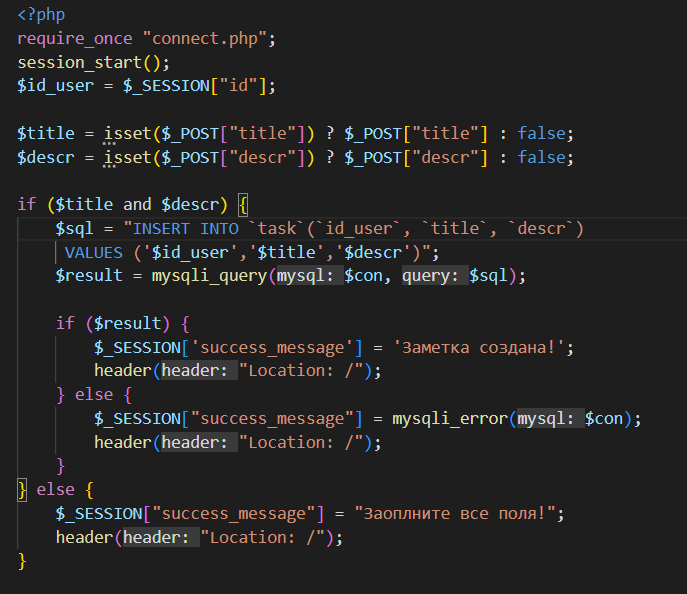 <?php
require_once "connect.php";
session_start();
$id_user = $_SESSION["id"];
$title = isset($_POST["title"]) ? $_POST["title"] : false;
$descr = isset($_POST["descr"]) ? $_POST["descr"] : false;
if ($title and $descr) {
$sql = "INSERT INTO `task`(`id_user`, `title`, `descr`)
VALUES ('$id_user','$title','$descr')";
$result = mysqli_query(mysql: $con, query: $sql);
if ($result) {
$_SESSION['success_message'] = 'Заметка создана!';
header(header: "Location: /");
} else {
$_SESSION["success_message"] = mysqli_error(mysql: $con);
header(header: "Location: /");
}
} else {
$_SESSION["success_message"] = "Заоплните все поля!";
header(header: "Location: /");
}